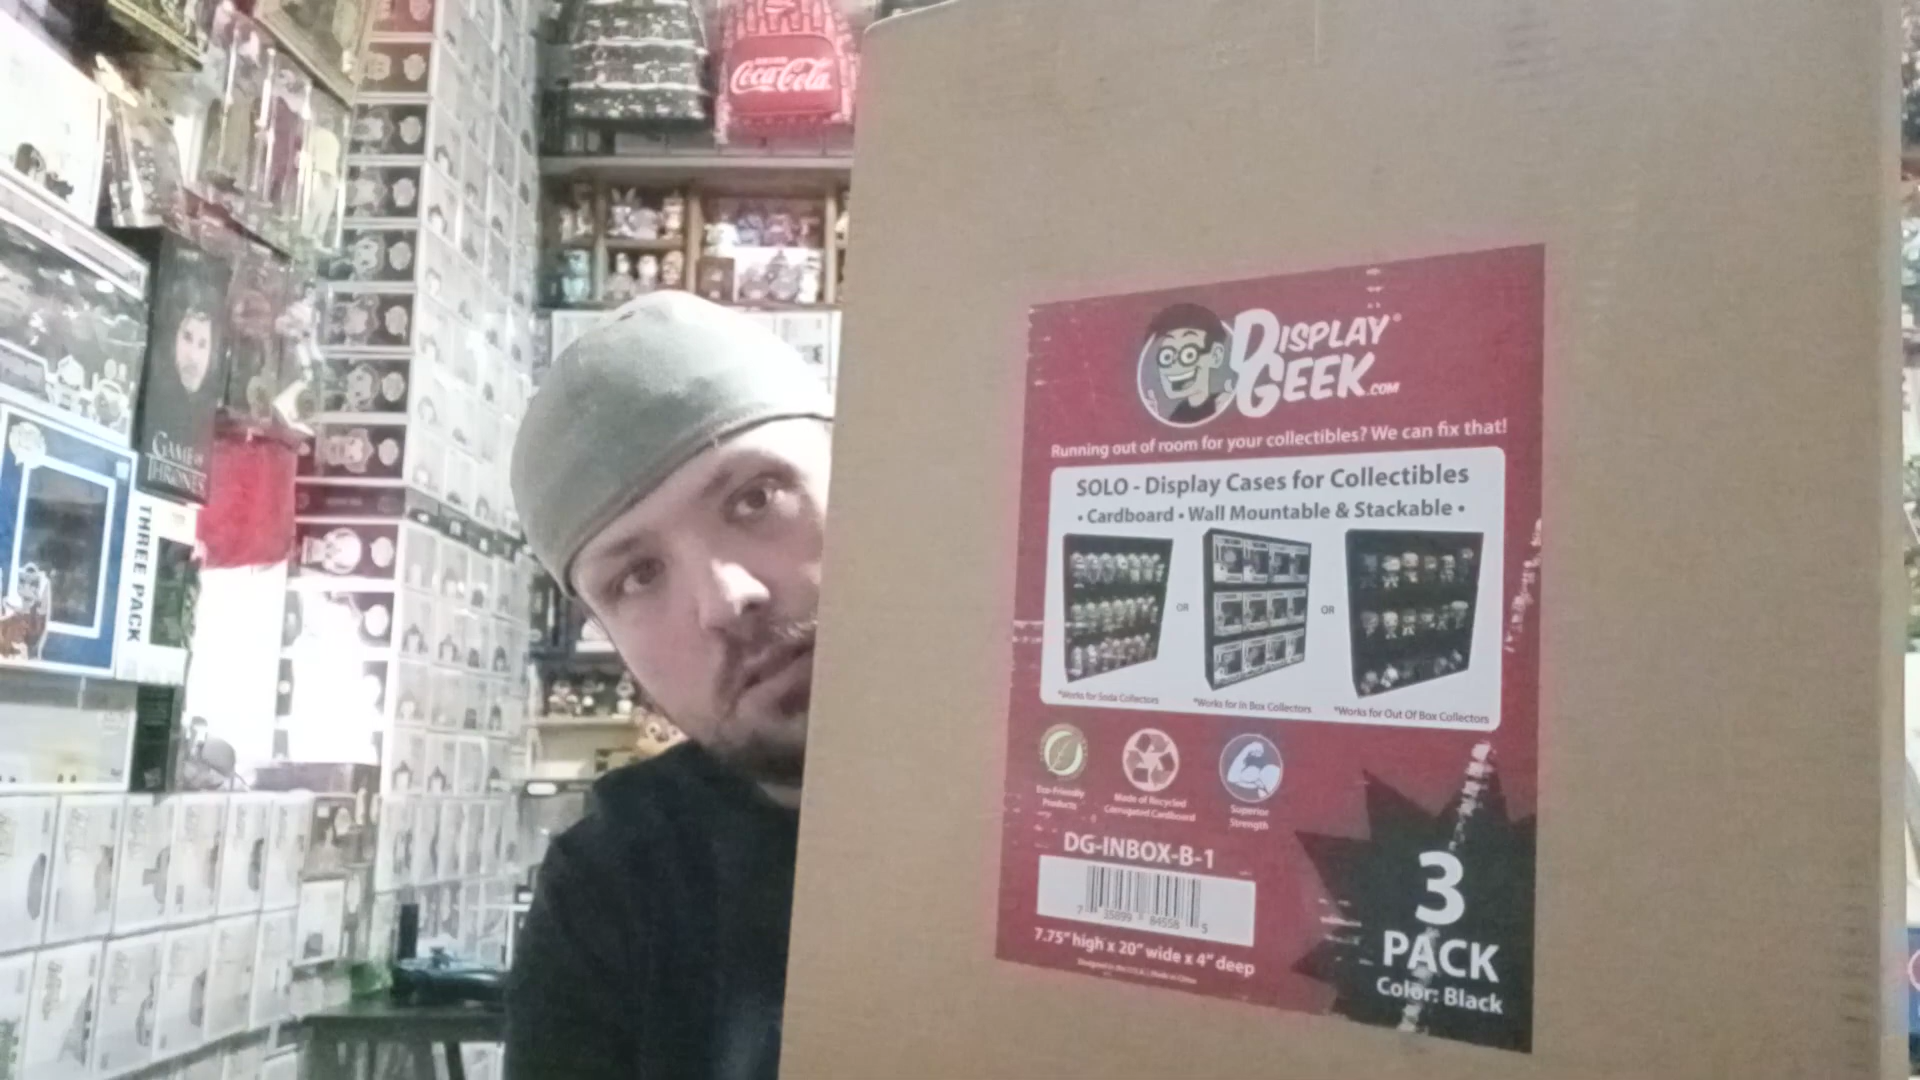 Coca-Cola
GAME OF
THRONES
THREE PACK
DISPLAY
GEEK.COM
Running out of room for your collectibles? We can fix that!
SOLO - Display Cases for Collectibles
• Cardboard • Wall Mountable & Stackable •
OR
OR
*Works for Soda Collectors
*Works for In Box Collectors
*Works for Out Of Box Collectors
Eco-Friendly
Products
Made of Recycled
Corrugated Cardboard
Superior
Strength
DG-INBOX-B-1
7.75" high x 20" wide x 4" deep
3
PACK
Color: Black